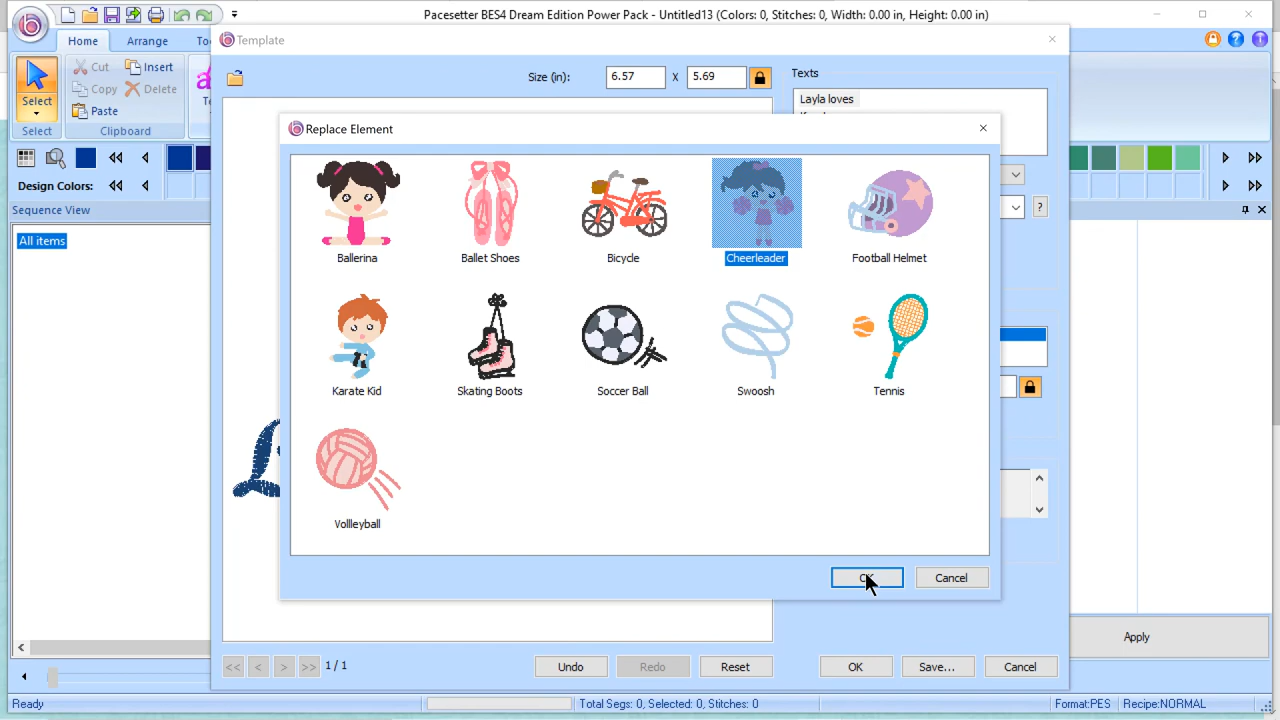 Pacesetter BES4 Dream Edition Power Pack - Untitled13 (Colors: 0, Stitches: 0, Width: 0.00 in, Height: 0.00 in)
Home
Arrange
Select
Select
Cut
Insert
Copy
Delete
Paste
Clipboard
Design Colors:
Sequence View
All items
Template
Size (in):
6.57
X
5.69
Texts
Layla loves
?
Replace Element
Ballerina
Ballet Shoes
Bicycle
Cheerleader
Football Helmet
Karate Kid
Skating Boots
Soccer Ball
Swoosh
Tennis
Vollleyball
Cancel
1 / 1
Undo
Redo
Reset
OK
Save...
Cancel
Apply
Ready
Total Segs: 0, Selected: 0, Stitches: 0
Format:PES
Recipe:NORMAL